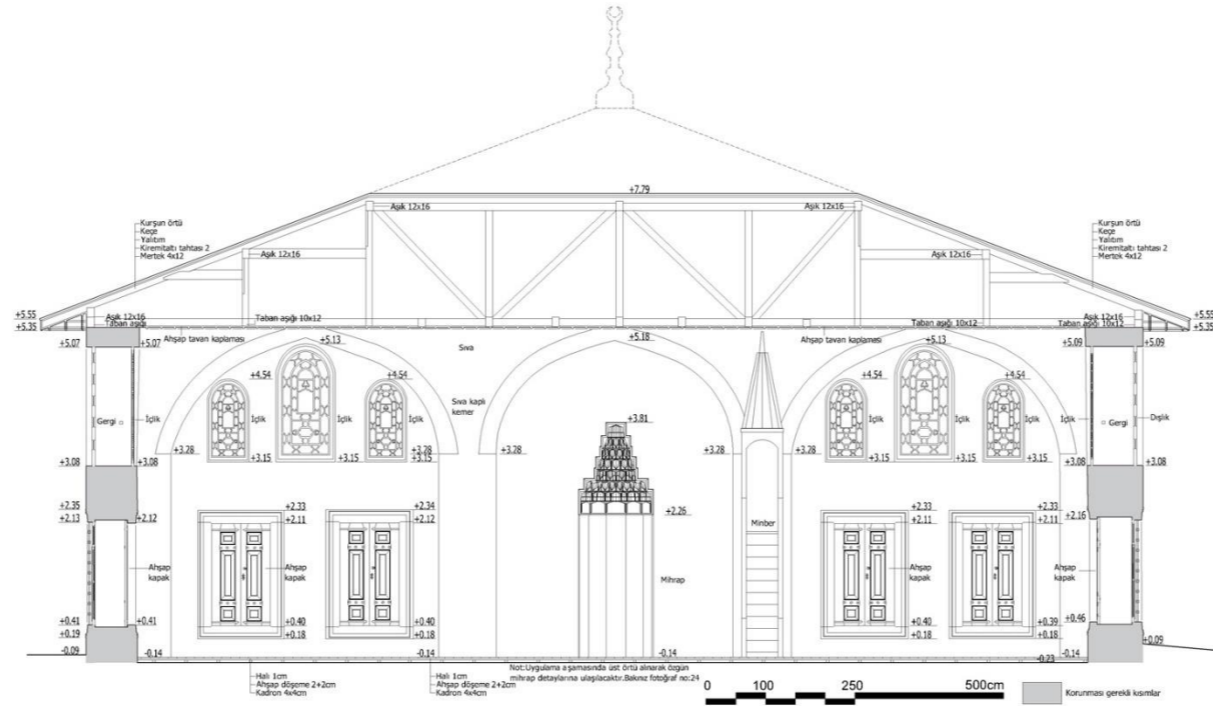 +7.79
Aşık 12x16
Aşık 12x16
Kurşun örtü
Keçe
Yalıtım
Kiremitaltı tahtası 2
Mertek 4x12
Kurşun örtü
Keçe
Yalıtım
Kiremitaltı tahtası 2
Mertek 4x12
Aşık 12x16
Aşık 12x16
+5.55
+5.35
Aşık 12x16
Taban aşığı
Taban aşığı 10x12
Taban aşığı 10x12
Aşık 12x16
Taban aşığı 10x12
+5.55
+5.35
+5.07
+5.07
Ahşap tavan kaplaması
+5.13
Sıva
+5.18
Ahşap tavan kaplaması
+5.13
+5.09
+5.09
+4.54
+4.54
+4.54
+4.54
Gergi
İçlik
İçlik
İçlik
İçlik
Sıva kaplı
kemer
+3.81
İçlik
İçlik
İçlik
İçlik
Gergi
Dışlık
+3.28
+3.28
+3.28
+3.28
+3.28
+3.28
+3.08
+3.08
+3.15
+3.15
+3.15
+3.15
+3.15
+3.15
+3.08
+3.08
+2.35
+2.13
+2.12
+2.33
+2.11
+2.34
+2.12
+2.26
Minber
+2.33
+2.11
+2.33
+2.11
+2.16
Ahşap
kapak
Ahşap
kapak
Mihrap
Ahşap
kapak
Ahşap
kapak
+0.41
+0.19
-0.09
+0.41
-0.14
+0.40
+0.18
+0.40
+0.18
-0.14
-0.14
+0.40
+0.18
+0.39
+0.18
+0.46
+0.09
-0.14
-0.23
Halı 1cm
Ahşap döşeme 2+2cm
Kadron 4x4cm
Halı 1cm
Ahşap döşeme 2+2cm
Kadron 4x4cm
Not:Uygulama aşamasında üst örtü alınarak özgün
mihrap detaylarına ulaşılacaktır.Bakınız fotoğraf no:24
0 100 250 500cm
Korunması gerekli kısımlar